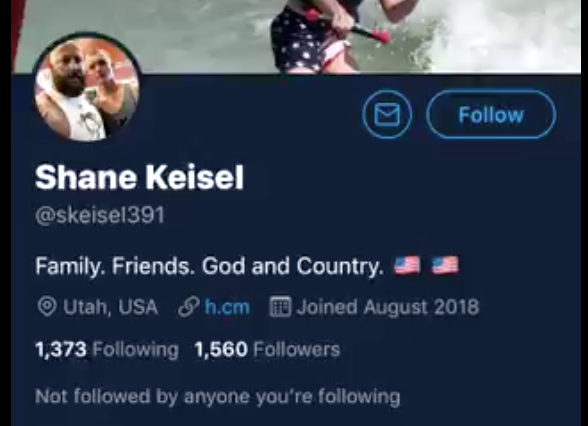 Follow
Shane Keisel
@skeisel391
Family. Friends. God and Country. 🇺🇸 🇺🇸
Utah, USA h.cm Joined August 2018
1,373 Following 1,560 Followers
Not followed by anyone you’re following